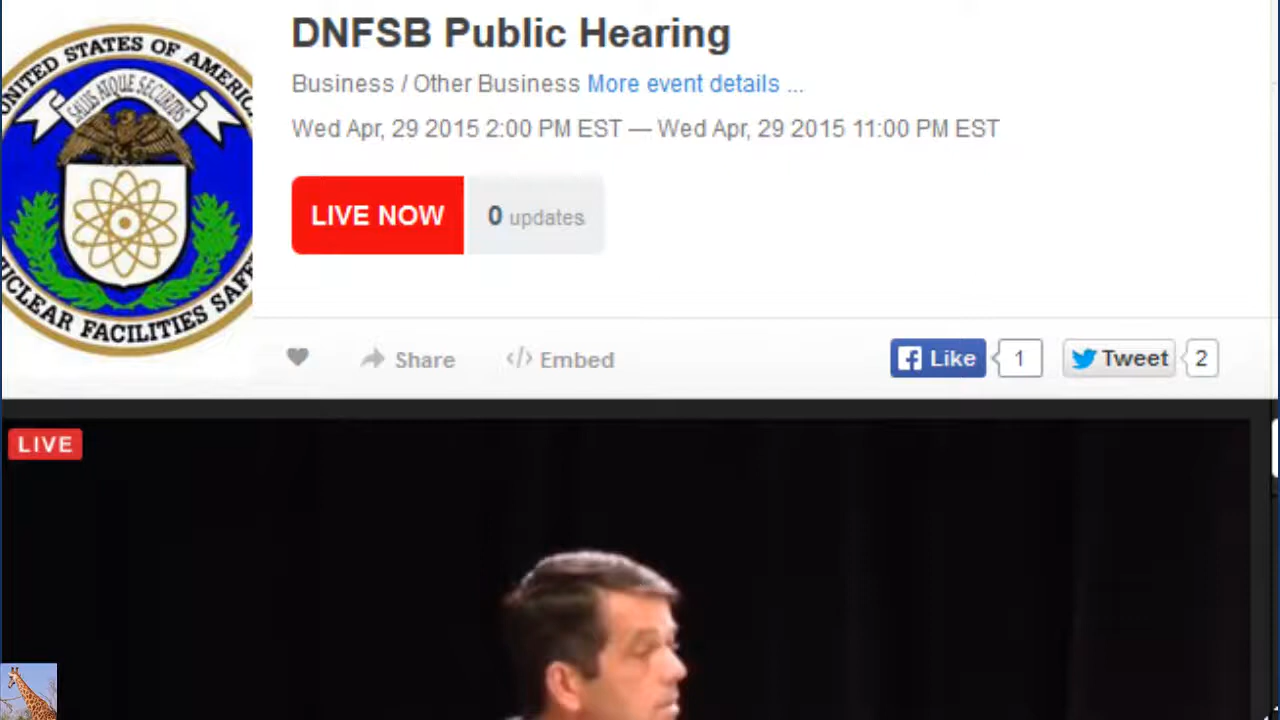 DNFSB Public Hearing
Business / Other Business More event details ...
Wed Apr, 29 2015 2:00 PM EST — Wed Apr, 29 2015 11:00 PM EST
UNITED STATES OF AMERIC
SALUS ATQUE SECURITAS
UCLEAR FACILITIES SAFE
LIVE NOW 0 updates
Share Embed Like 1 Tweet 2
LIVE